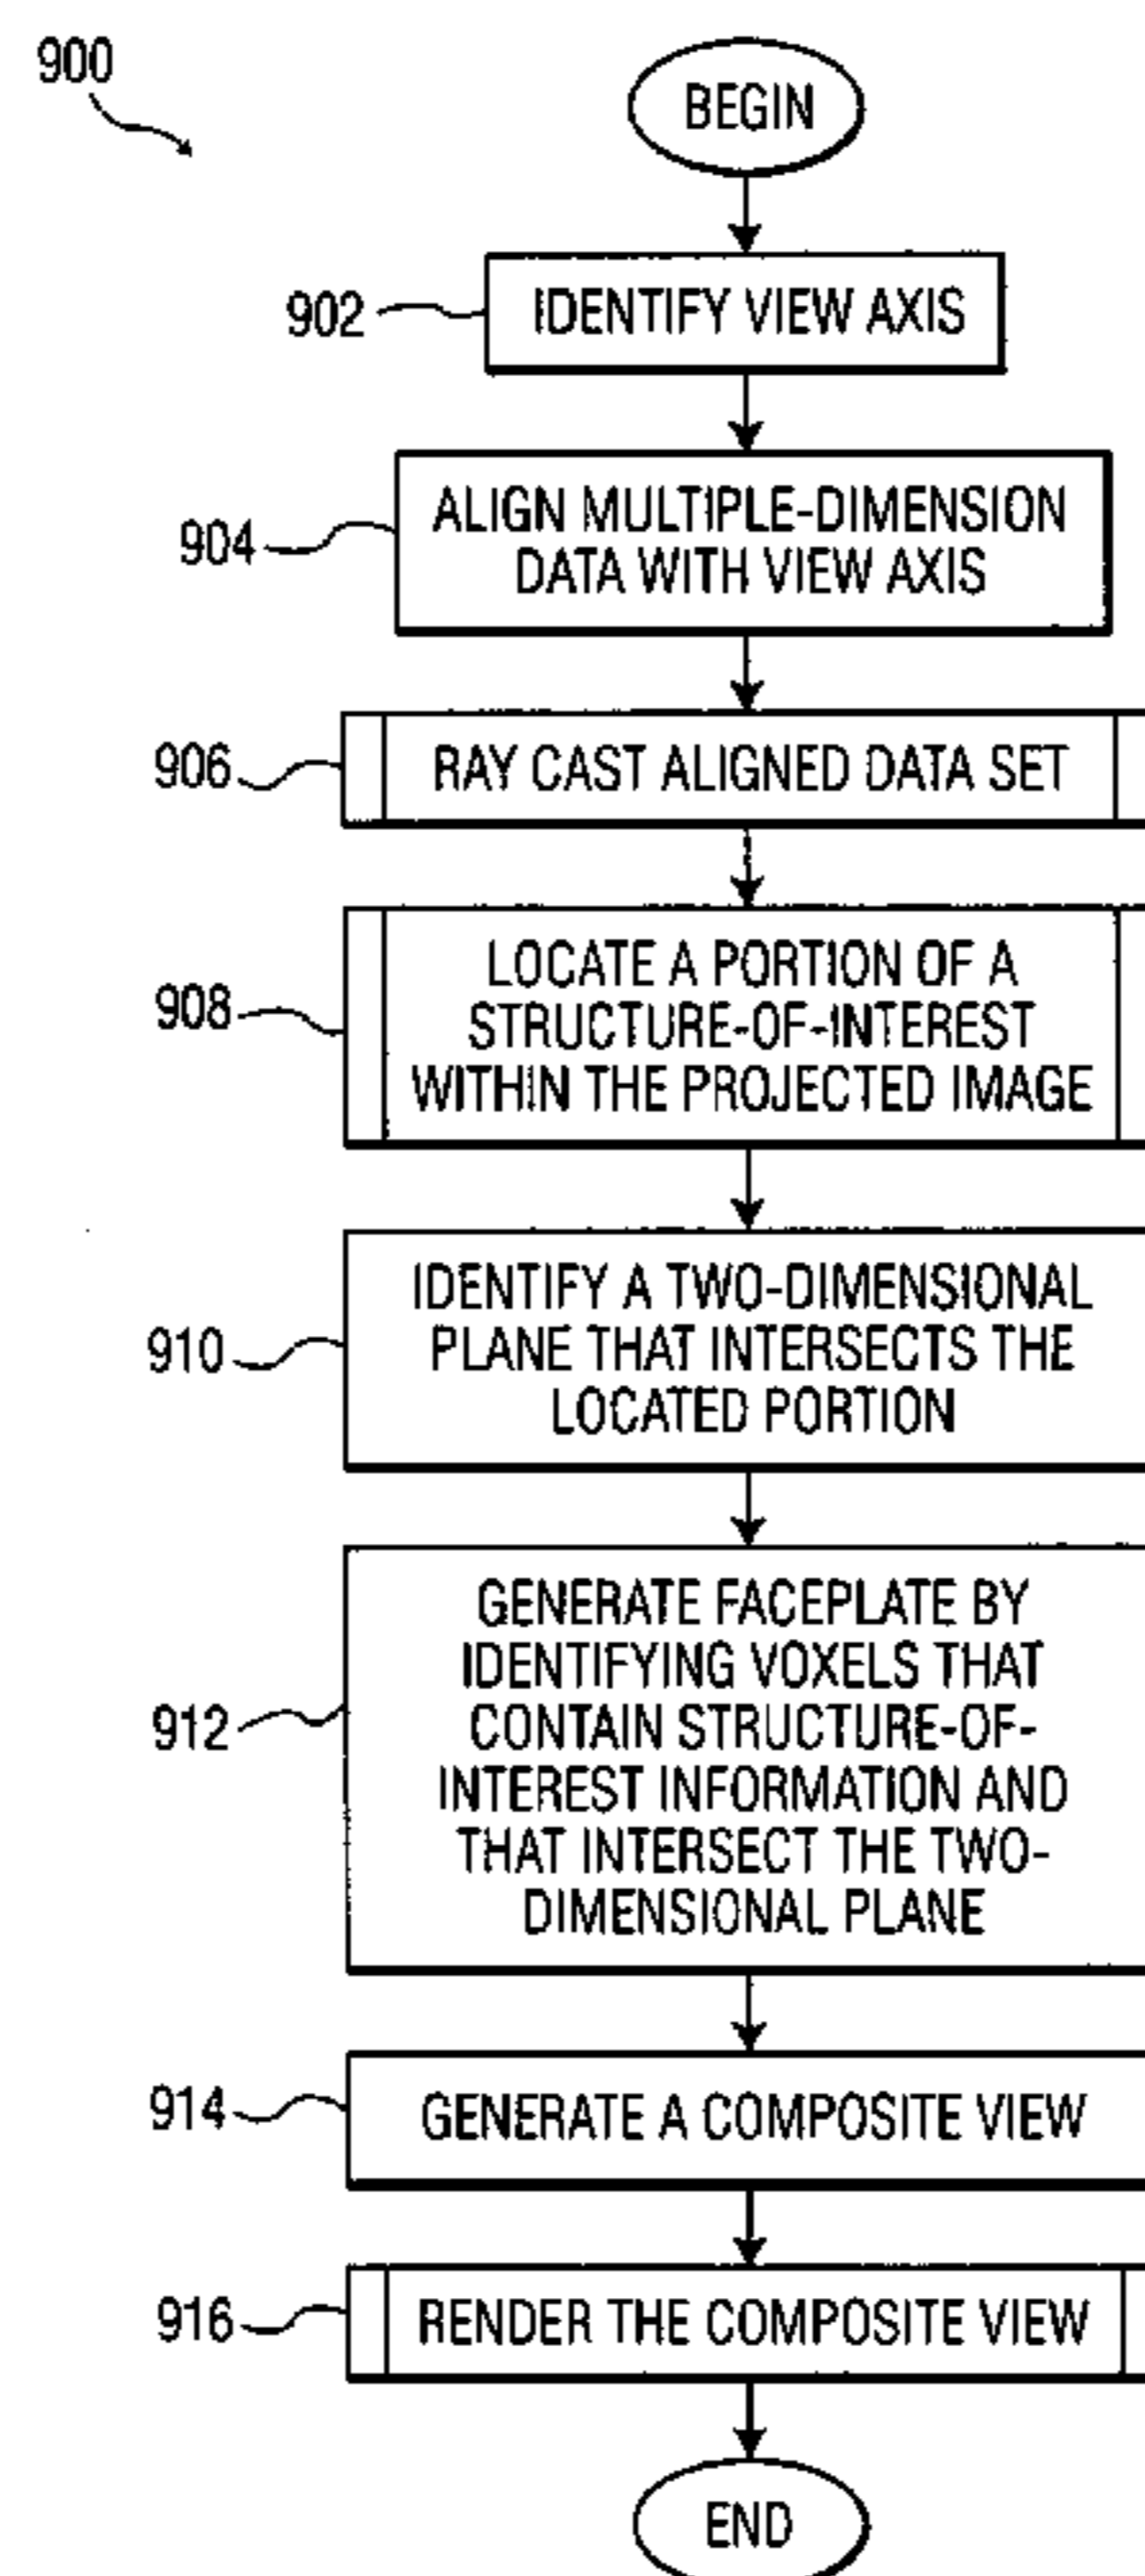 900
BEGIN
902
IDENTIFY VIEW AXIS
904
ALIGN MULTIPLE-DIMENSION
DATA WITH VIEW AXIS
906
RAY CAST ALIGNED DATA SET
908
LOCATE A PORTION OF A
STRUCTURE-OF-INTEREST
WITHIN THE PROJECTED IMAGE
910
IDENTIFY A TWO-DIMENSIONAL
PLANE THAT INTERSECTS THE
LOCATED PORTION
912
GENERATE FACEPLATE BY
IDENTIFYING VOXELS THAT
CONTAIN STRUCTURE-OF-
INTEREST INFORMATION AND
THAT INTERSECT THE TWO-
DIMENSIONAL PLANE
914
GENERATE A COMPOSITE VIEW
916
RENDER THE COMPOSITE VIEW
END